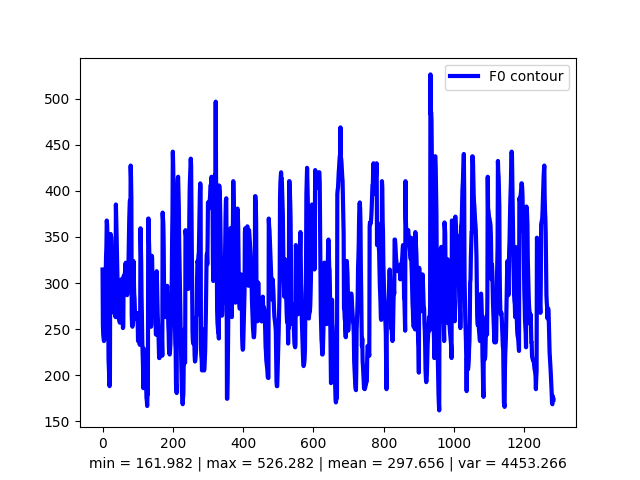 F0 contour
500
450
400
350
300
250
200
150
0 200 400 600 800 1000 1200
min = 161.982 | max = 526.282 | mean = 297.656 | var = 4453.266